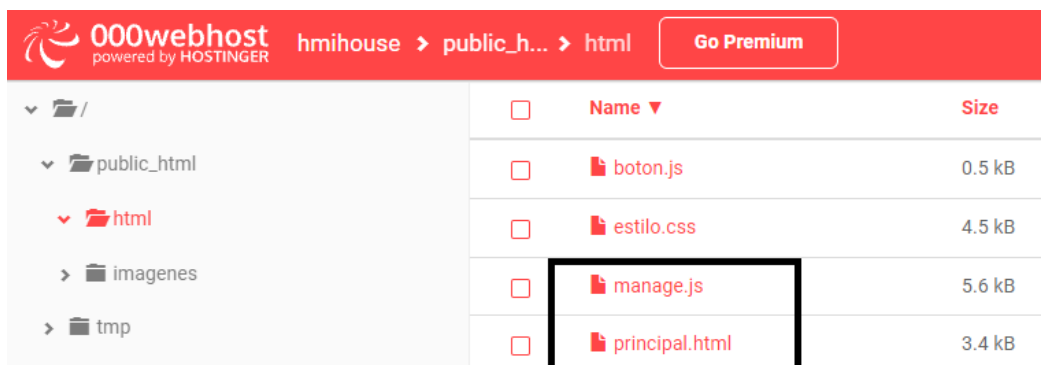 000webhost
powered by HOSTINGER
hmihouse > public_h... > html
Go Premium
/
public_html
html
imagenes
tmp
Name ▼ Size
boton.js 0.5 kB
estilo.css 4.5 kB
manage.js 5.6 kB
principal.html 3.4 kB